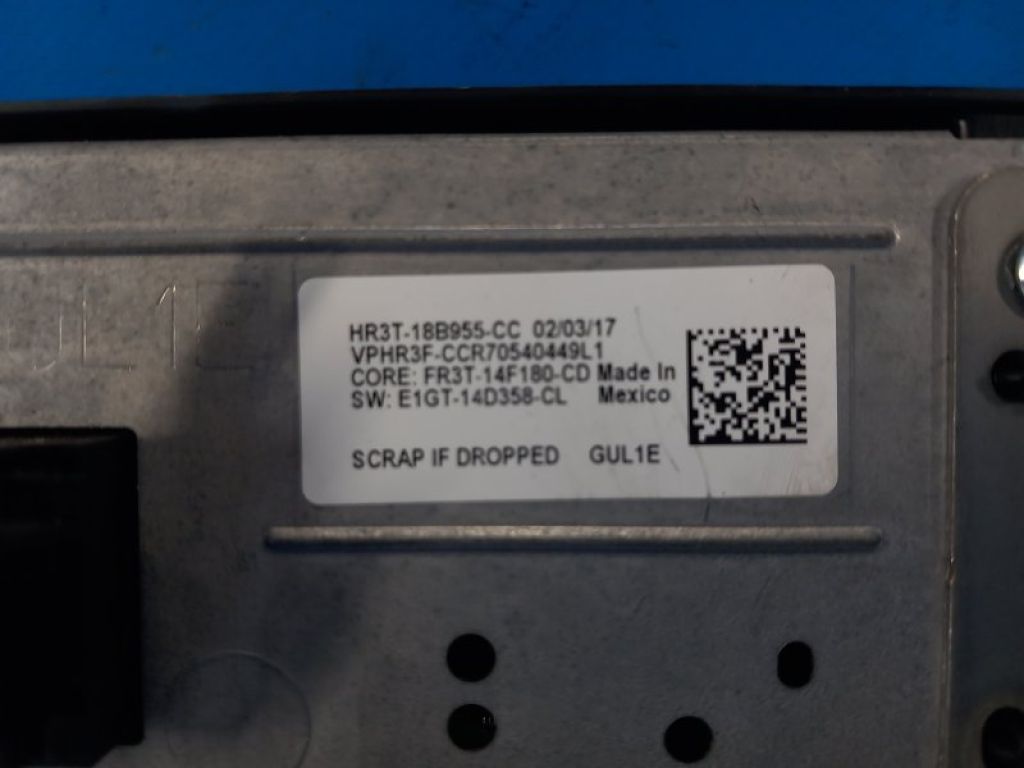 HR3T-18B955-CC 02/03/17
VPHR3F-CCR70540449L1
CORE: FR3T-14F180-CD Made In
SW: E1GT-14D358-CL Mexico
SCRAP IF DROPPED GUL1E
UL1E